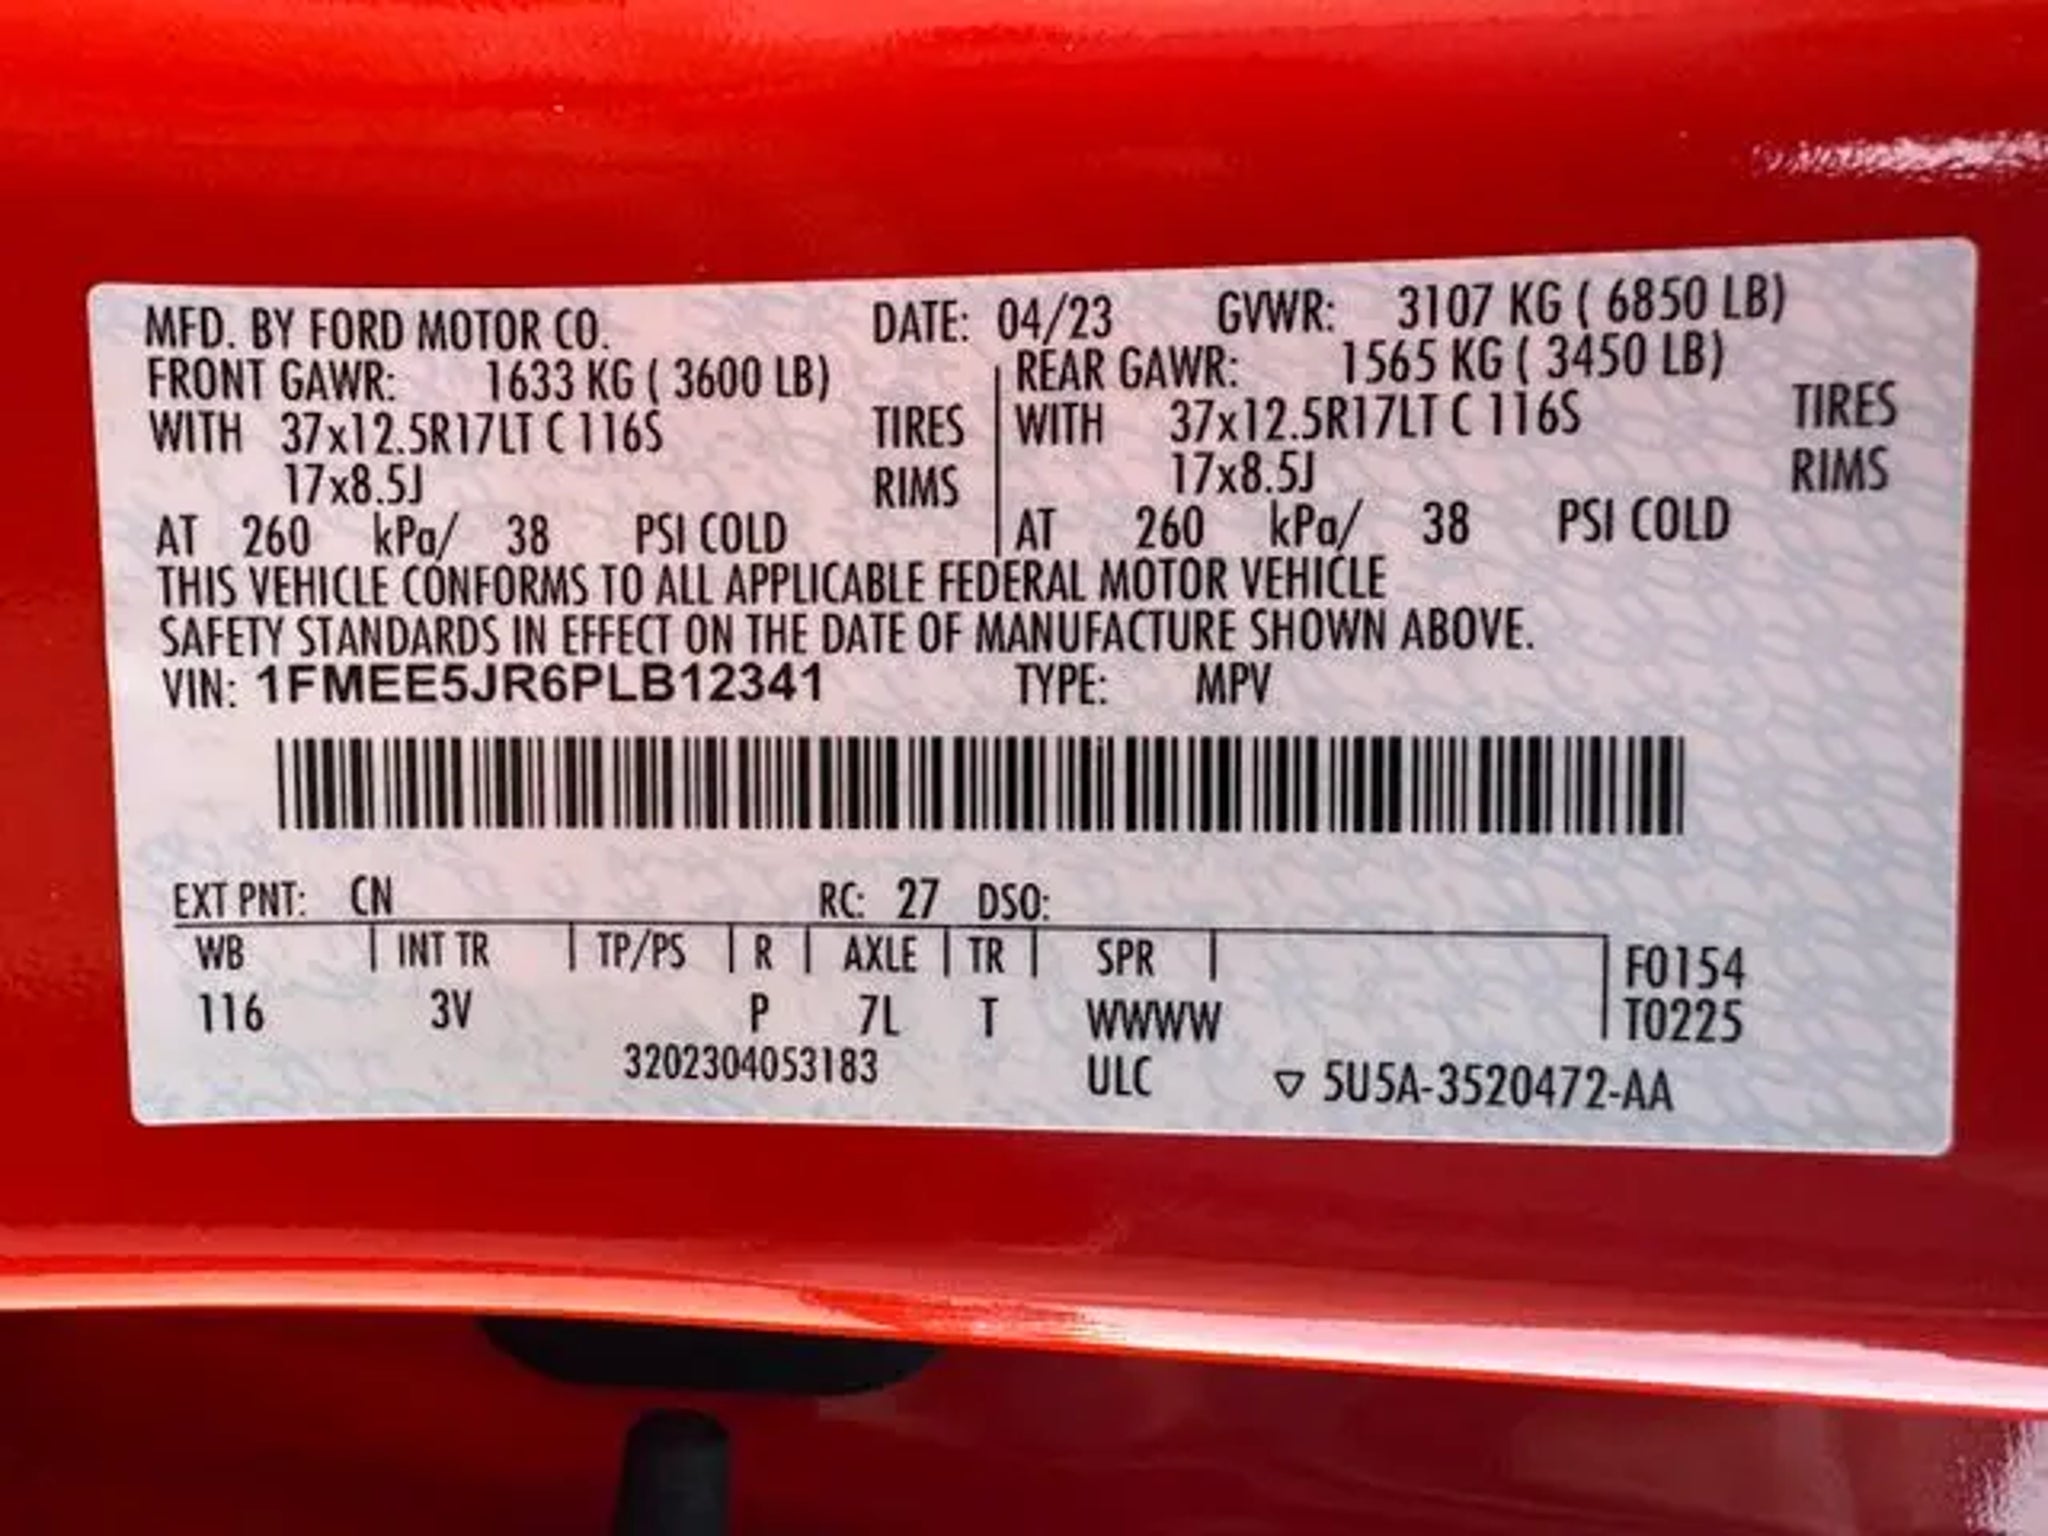 MFD. BY FORD MOTOR CO. DATE: 04/23 GVWR: 3107 KG ( 6850 LB)
FRONT GAWR: 1633 KG ( 3600 LB) REAR GAWR: 1565 KG ( 3450 LB)
WITH 37x12.5R17LT C 116S TIRES WITH 37x12.5R17LT C 116S TIRES
17x8.5J RIMS 17x8.5J RIMS
AT 260 kPa/ 38 PSI COLD AT 260 kPa/ 38 PSI COLD
THIS VEHICLE CONFORMS TO ALL APPLICABLE FEDERAL MOTOR VEHICLE
SAFETY STANDARDS IN EFFECT ON THE DATE OF MANUFACTURE SHOWN ABOVE.
VIN: 1FMEE5JR6PLB12341 TYPE: MPV
EXT PNT: CN RC: 27 DSO:
WB INT TR TP/PS R AXLE TR SPR F0154
116 3V P 7L T WWWW T0225
3202304053183 ULC ▽ 5U5A-3520472-AA